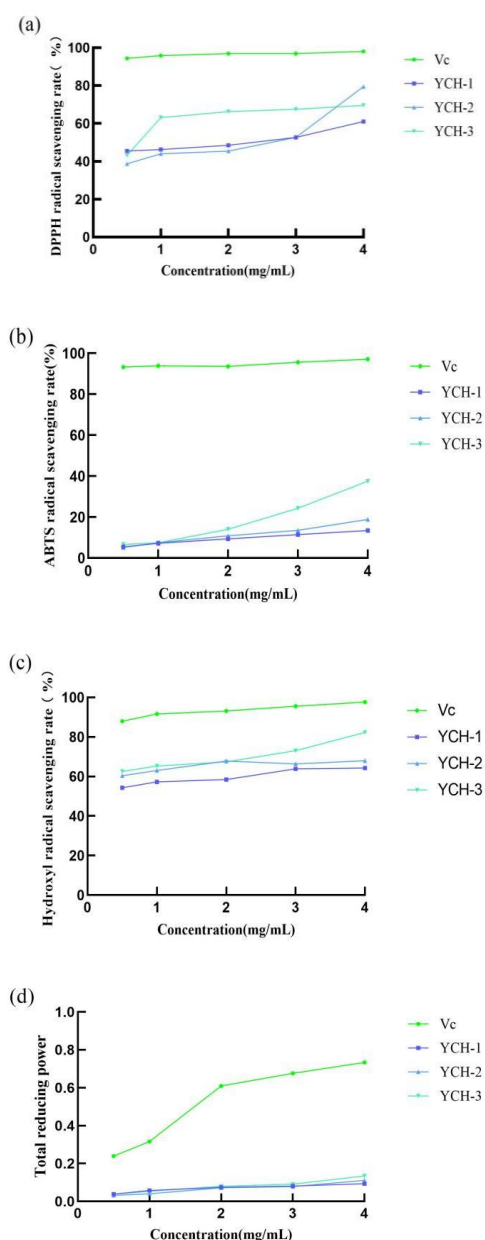 (a)
DPPH radical scavenging rate（ %）
100
80
60
40
20
0
0
1
2
3
4
Concentration(mg/mL)
Vc
YCH-1
YCH-2
YCH-3
(b)
ABTS radical scavenging rate(%)
100
80
60
40
20
0
0
1
2
3
4
Concentration(mg/mL)
Vc
YCH-1
YCH-2
YCH-3
(c)
Hydroxyl radical scavenging rate（ %）
100
80
60
40
20
0
0
1
2
3
4
Concentration(mg/mL)
Vc
YCH-1
YCH-2
YCH-3
(d)
Total reducing power
1.0
0.8
0.6
0.4
0.2
0.0
0
1
2
3
4
Concentration(mg/mL)
Vc
YCH-1
YCH-2
YCH-3